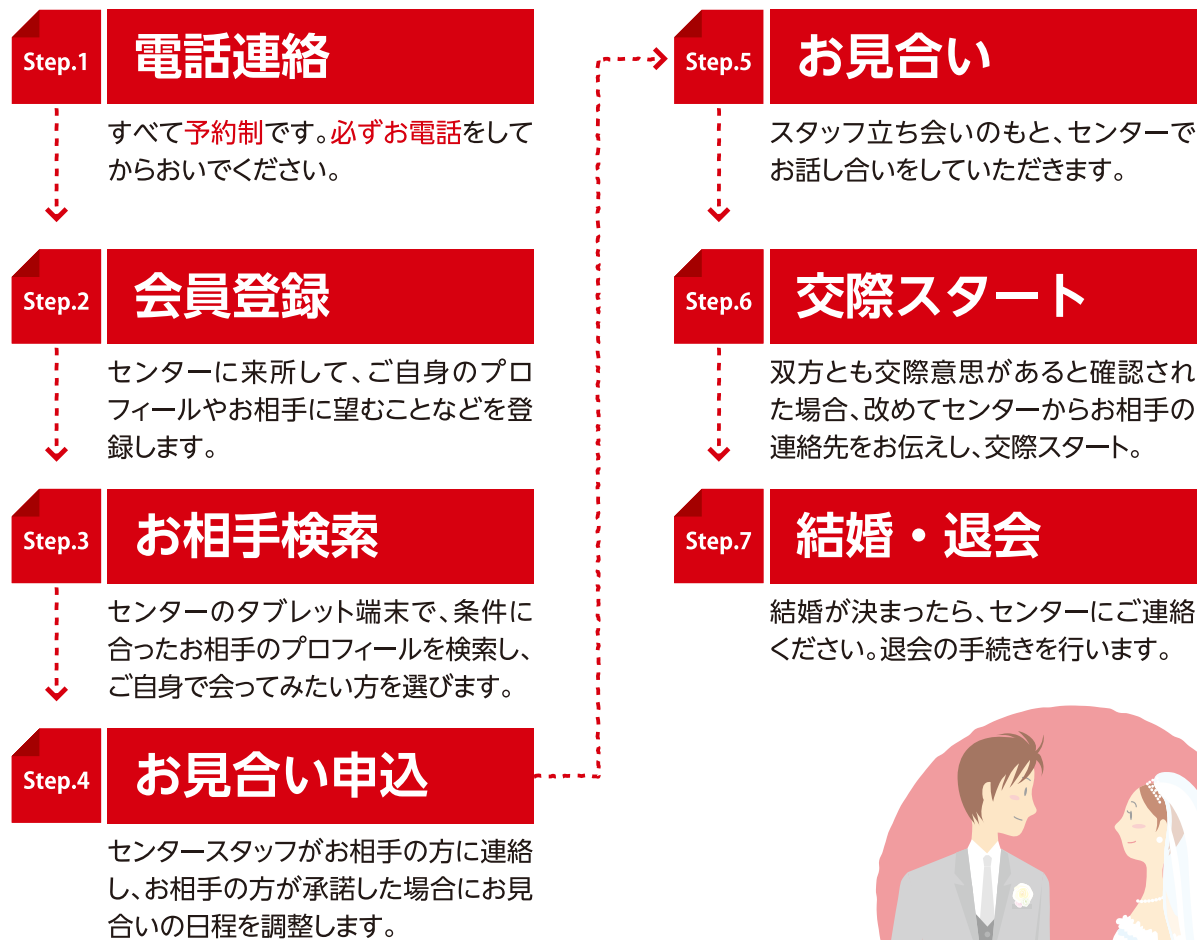 Step.1
電話連絡
すべて予約制です。必ずお電話をして
からおいでください。
Step.2
会員登録
センターに来所して、ご自身のプロ
フィールやお相手に望むことなどを登
録します。
Step.3
お相手検索
センターのタブレット端末で、条件に
合ったお相手のプロフィールを検索し、
ご自身で会ってみたい方を選びます。
Step.4
お見合い申込
センタースタッフがお相手の方に連絡
し、お相手の方が承諾した場合にお見
合いの日程を調整します。
Step.5
お見合い
スタッフ立ち会いのもと、センターで
お話し合いをしていただきます。
Step.6
交際スタート
双方とも交際意思があると確認され
た場合、改めてセンターからお相手の
連絡先をお伝えし、交際スタート。
Step.7
結婚・退会
結婚が決まったら、センターにご連絡
ください。退会の手続きを行います。